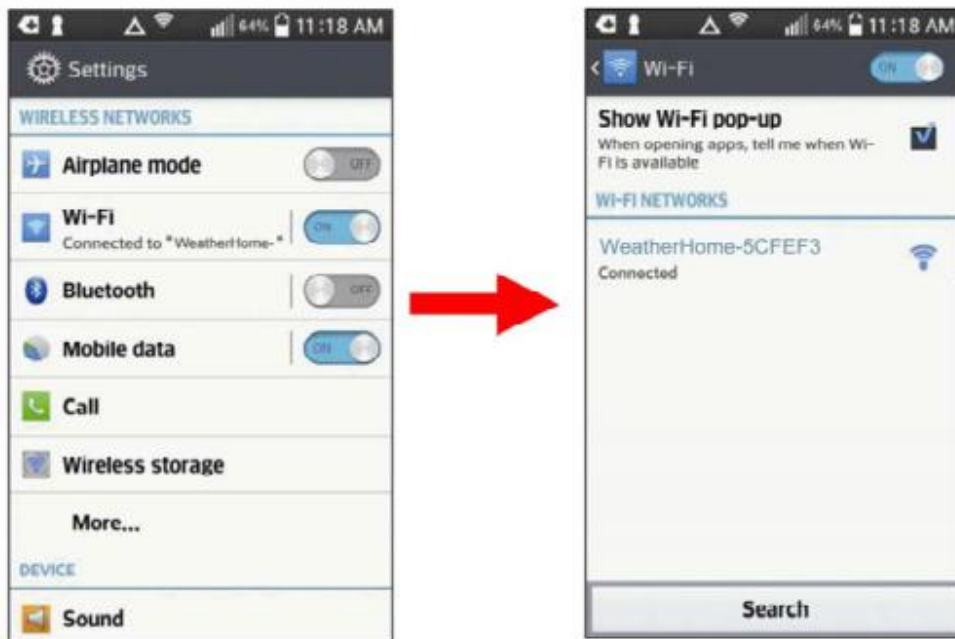 64% 11:18 AM
Settings
WIRELESS NETWORKS
Airplane mode OFF
Wi-Fi
Connected to "WeatherHome-" ON
Bluetooth OFF
Mobile data ON
Call
Wireless storage
More...
DEVICE
Sound
64% 11:18 AM
< Wi-Fi ON
Show Wi-Fi pop-up
When opening apps, tell me when Wi-
Fi is available
WI-FI NETWORKS
WeatherHome-5CFEF3
Connected
Search